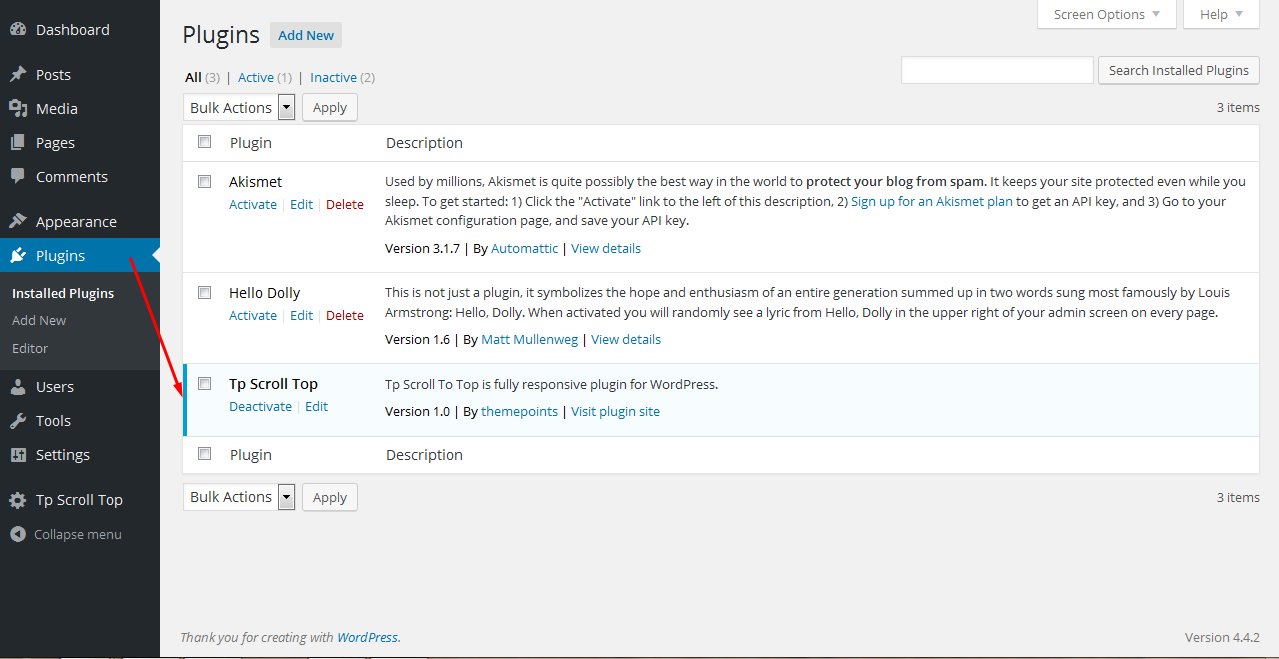 Dashboard
Posts
Media
Pages
Comments
Appearance
Plugins
Installed Plugins
Add New
Editor
Users
Tools
Settings
Tp Scroll Top
Collapse menu
Screen Options
Help
Plugins Add New
All (3) | Active (1) | Inactive (2)
Search Installed Plugins
Bulk Actions Apply
3 items
Plugin Description
Akismet
Activate | Edit | Delete
Used by millions, Akismet is quite possibly the best way in the world to protect your blog from spam. It keeps your site protected even while you
sleep. To get started: 1) Click the "Activate" link to the left of this description, 2) Sign up for an Akismet plan to get an API key, and 3) Go to your
Akismet configuration page, and save your API key.
Version 3.1.7 | By Automattic | View details
Hello Dolly
Activate | Edit | Delete
This is not just a plugin, it symbolizes the hope and enthusiasm of an entire generation summed up in two words sung most famously by Louis
Armstrong: Hello, Dolly. When activated you will randomly see a lyric from Hello, Dolly in the upper right of your admin screen on every page.
Version 1.6 | By Matt Mullenweg | View details
Tp Scroll Top
Deactivate | Edit
Tp Scroll To Top is fully responsive plugin for WordPress.
Version 1.0 | By themepoints | Visit plugin site
Plugin Description
Bulk Actions Apply
3 items
Thank you for creating with WordPress.
Version 4.4.2